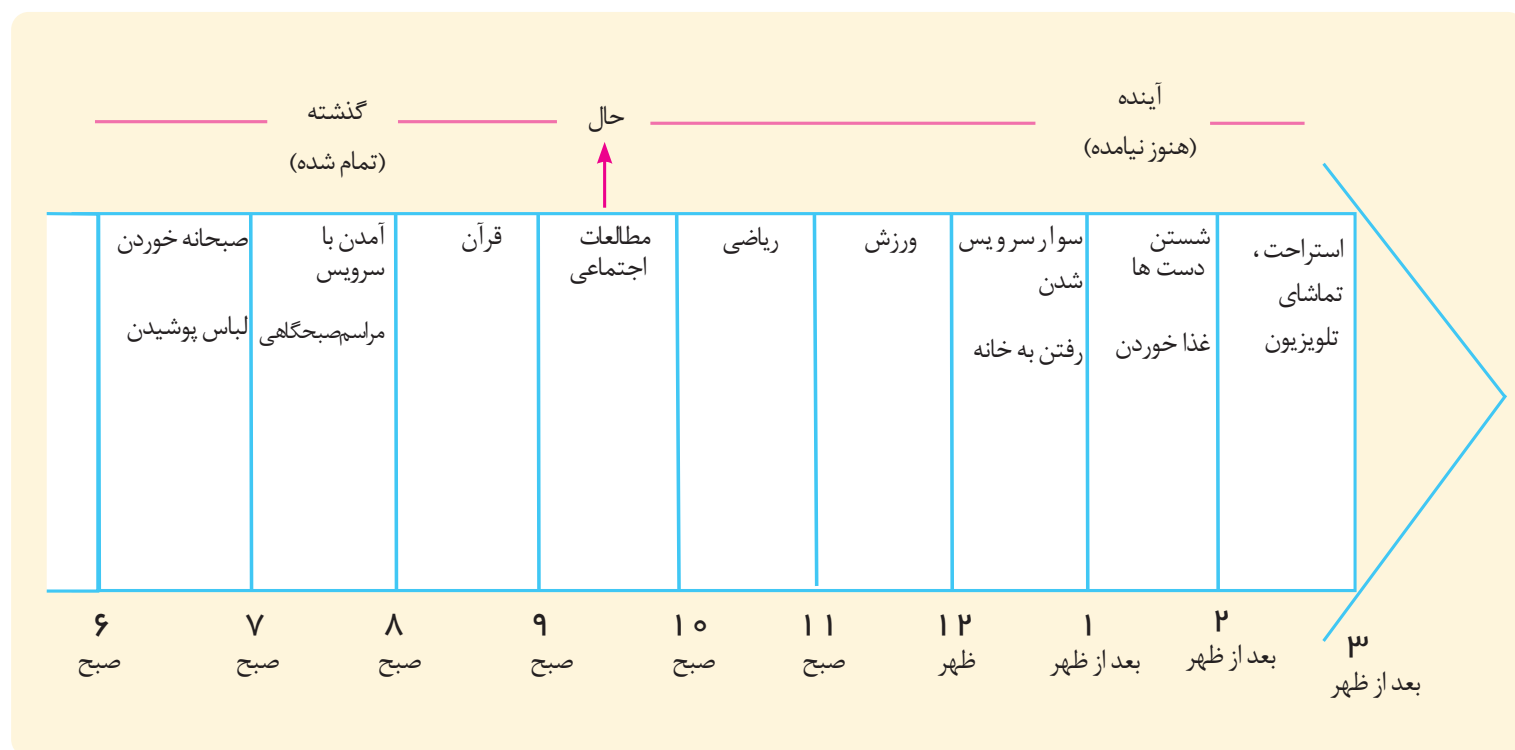 گذشته
(تمام شده)
حال
آینده
(هنوز نیامده)
صبحانه خوردن
لباس پوشیدن
آمدن با
سرویس
مراسم‌صبحگاهی
قرآن
مطالعات
اجتماعی
ریاضی
ورزش
سوار سرویس
شدن
رفتن به خانه
شستن
دست ها
غذا خوردن
استراحت ،
تماشای
تلویزیون
۶
صبح
۷
صبح
۸
صبح
۹
صبح
۱۰
صبح
۱۱
صبح
۱۲
ظهر
۱
بعد از ظهر
۲
بعد از ظهر
۳
بعد از ظهر